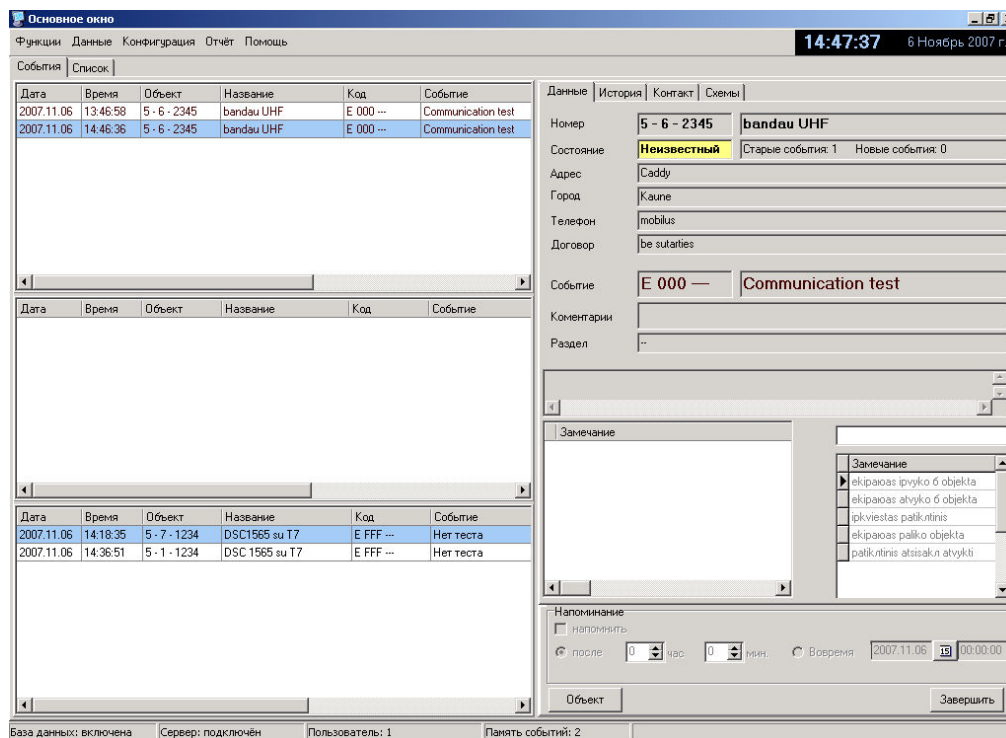 Основное окно
Функции Данные Конфигурация Отчёт Помощь
14:47:37 6 Ноябрь 2007 г.
События Список
Дата Время Объект Название Код Событие
2007.11.06 13:46:58 5 - 6 - 2345 bandau UHF E 000 --- Communication test
2007.11.06 14:46:36 5 - 6 - 2345 bandau UHF E 000 --- Communication test
Дата Время Объект Название Код Событие
Дата Время Объект Название Код Событие
2007.11.06 14:18:35 5 - 7 - 1234 DSC1565 su T7 E FFF --- Нет теста
2007.11.06 14:36:51 5 - 1 - 1234 DSC 1565 su T7 E FFF --- Нет теста
Данные История Контакт Схемы
Номер 5 - 6 - 2345 bandau UHF
Состояние Неизвестный Старые события: 1 Новые события: 0
Адрес Caddy
Город Kaune
Телефон mobilus
Договор be sutarties
Событие E 000 --- Communication test
Коментарии
Раздел --
Замечание
Замечание
ekipaюas ipvyko б objekta
ekipaюas atvyko б objekta
ipkviestas patikлtinis
ekipaюas paliko objekta
patikлtinis atsisakл atvykti
Напоминание
напомнить
после 0 час. 0 мин. Вовремя 2007.11.06 15 00:00:00
Объект Завершить
База данных: включена Сервер: подключён Пользователь: 1 Память событий: 2